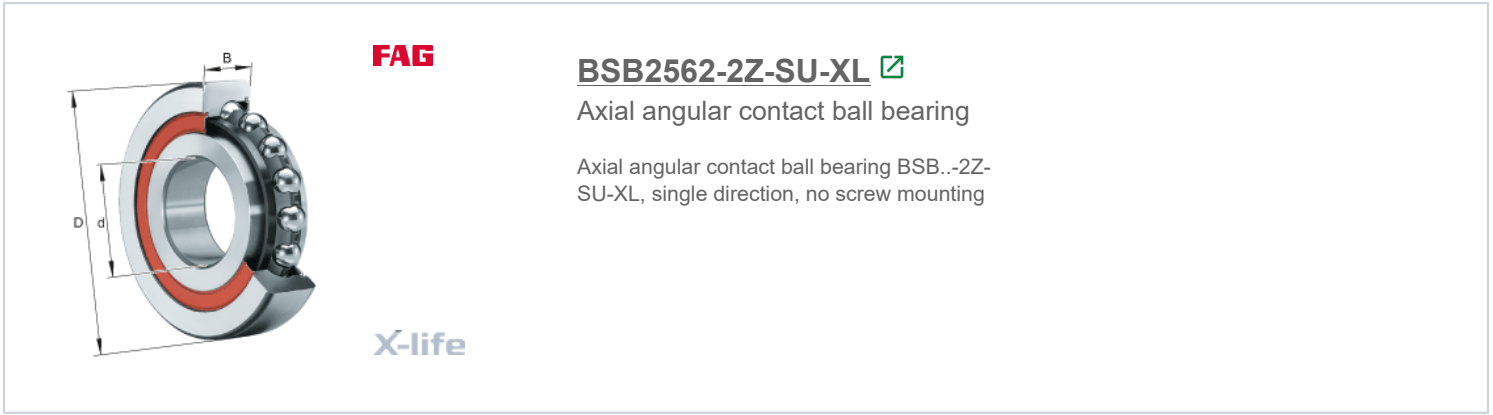 B
FAG
BSB2562-2Z-SU-XL
Axial angular contact ball bearing
Axial angular contact ball bearing BSB..-2Z-
SU-XL, single direction, no screw mounting
D
d
X-life